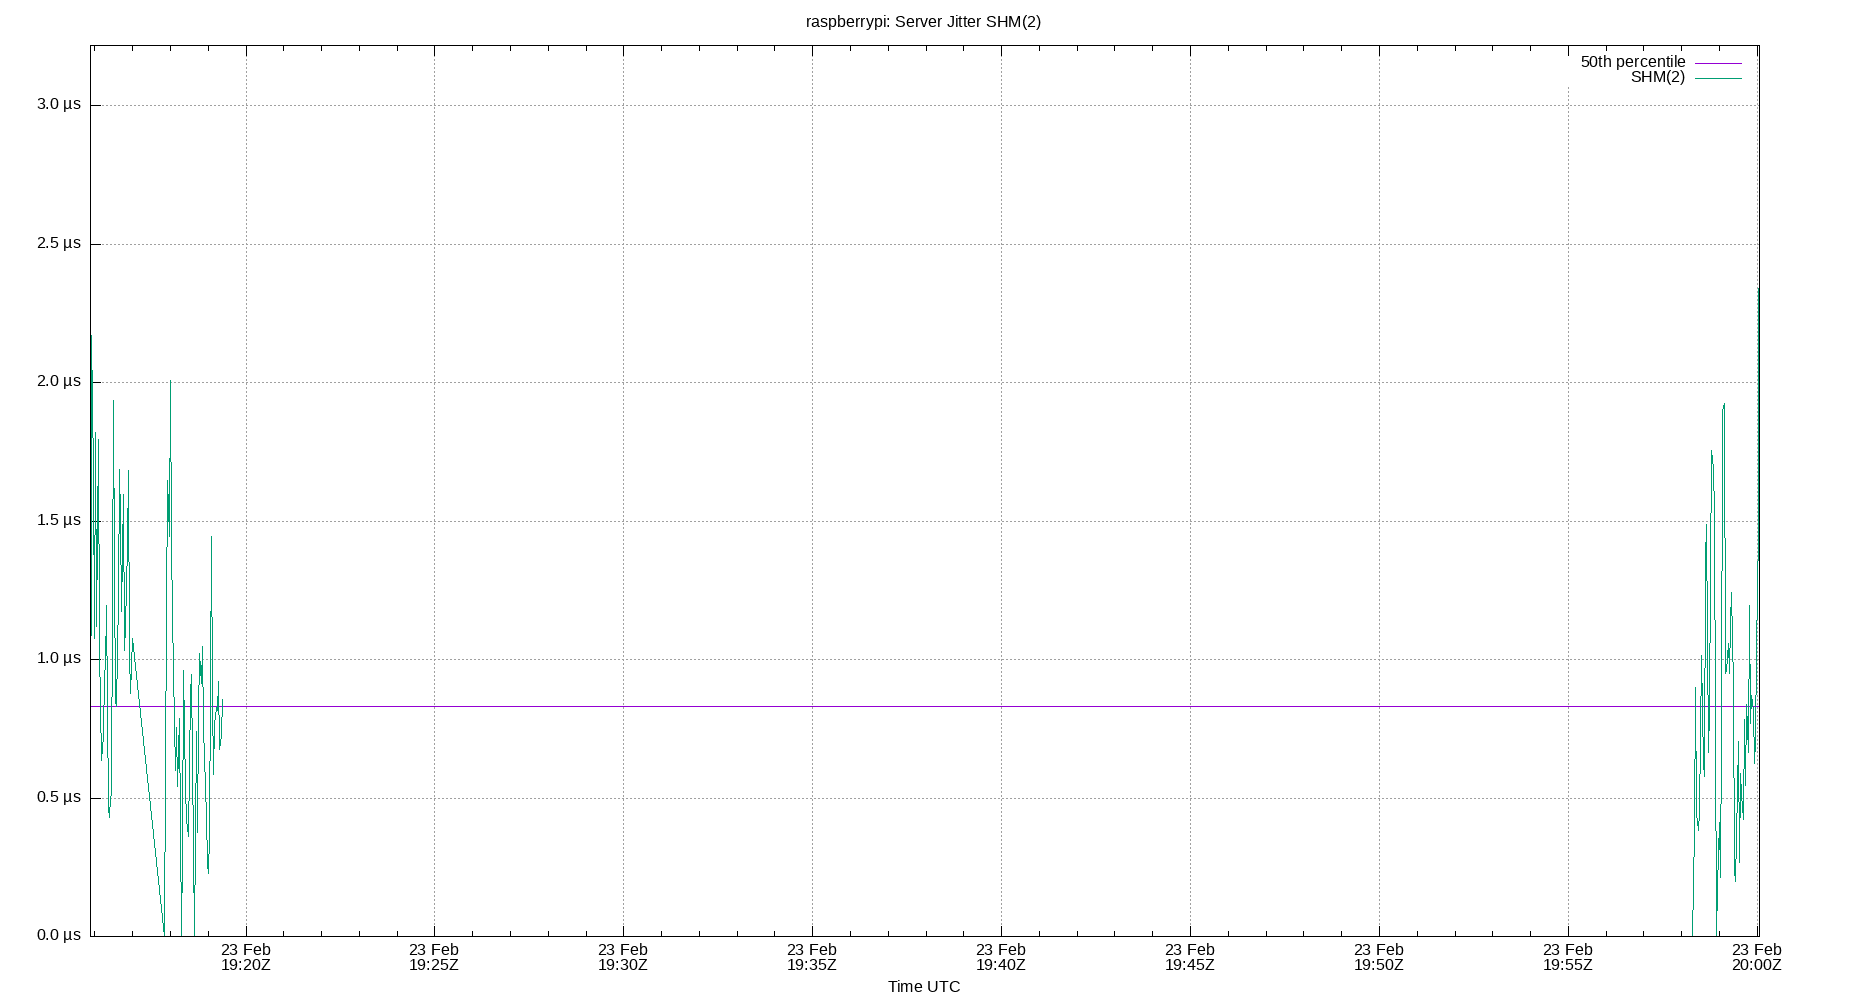 raspberrypi: Server Jitter SHM(2)
50th percentile
SHM(2)
3.0 µs
2.5 µs
2.0 µs
1.5 µs
1.0 µs
0.5 µs
0.0 µs
23 Feb 23 Feb 23 Feb 23 Feb 23 Feb 23 Feb 23 Feb 23 Feb 23 Feb
19:20Z 19:25Z 19:30Z 19:35Z 19:40Z 19:45Z 19:50Z 19:55Z 20:00Z
Time UTC